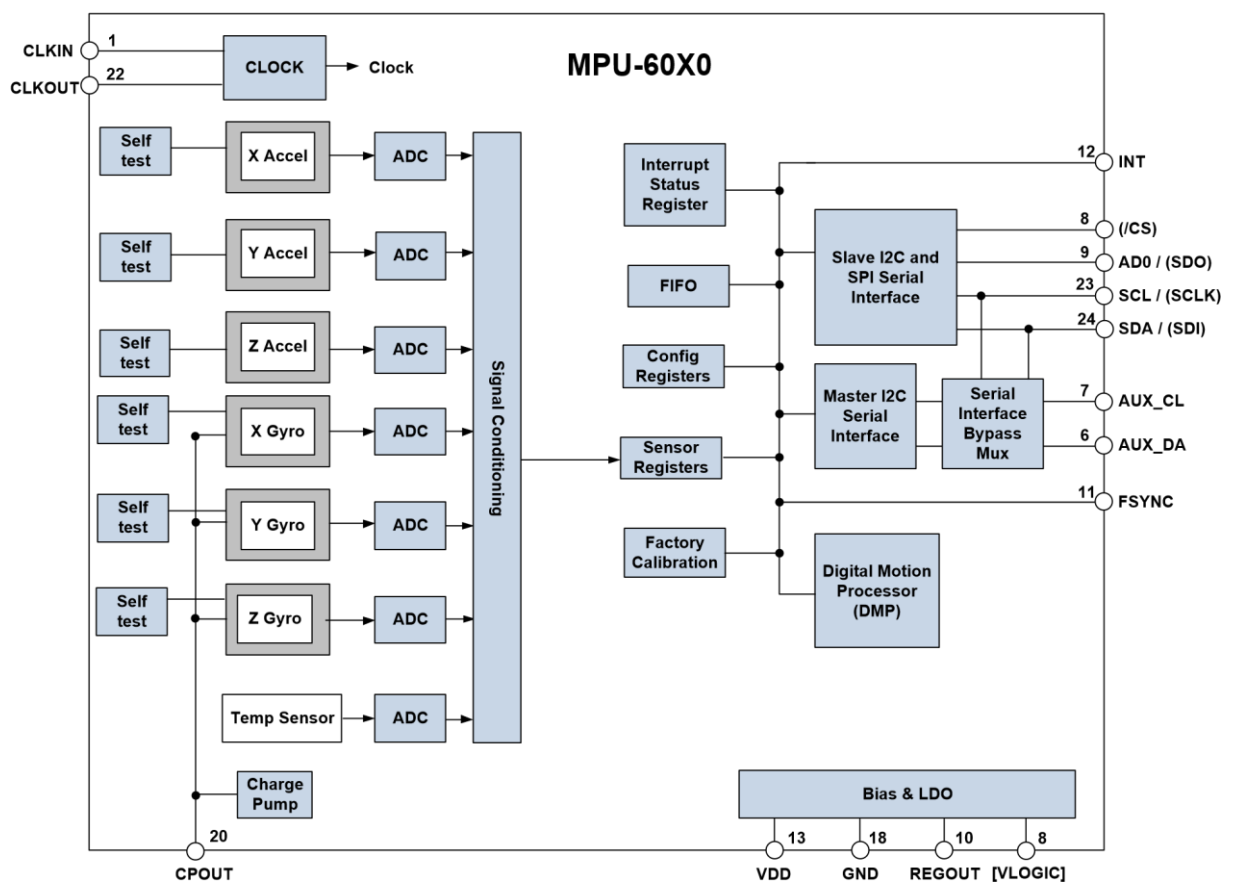 MPU-60X0
CLKIN
1
CLOCK
Clock
22
CLKOUT
Self
test
X Accel
ADC
Self
test
Y Accel
ADC
Self
test
Z Accel
ADC
Self
test
X Gyro
ADC
Self
test
Y Gyro
ADC
Self
test
Z Gyro
ADC
Temp Sensor
ADC
Signal Conditioning
Charge
Pump
20
CPOUT
Interrupt
Status
Register
FIFO
Config
Registers
Sensor
Registers
Factory
Calibration
Slave I2C and
SPI Serial
Interface
Master I2C
Serial
Interface
Serial
Interface
Bypass
Mux
Digital Motion
Processor
(DMP)
12
INT
8
(/CS)
9
AD0 / (SDO)
23
SCL / (SCLK)
24
SDA / (SDI)
7
AUX_CL
6
AUX_DA
11
FSYNC
Bias & LDO
13
18
10
8
VDD
GND
REGOUT
[VLOGIC]